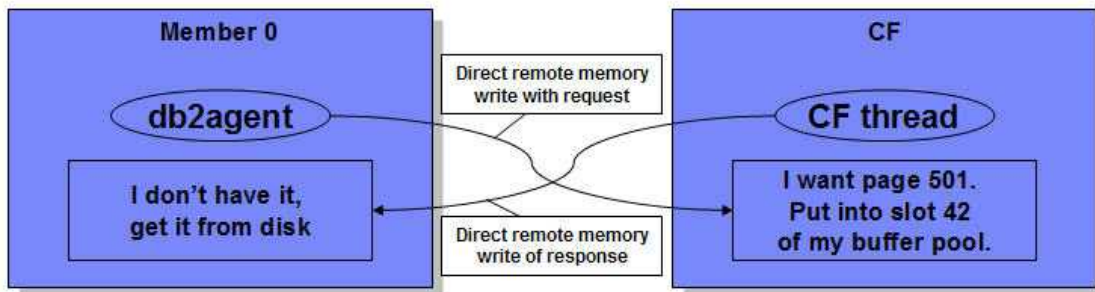 Member 0
CF
Direct remote memory
write with request
db2agent
CF thread
I don't have it,
get it from disk
I want page 501.
Put into slot 42
of my buffer pool.
Direct remote memory
write of response